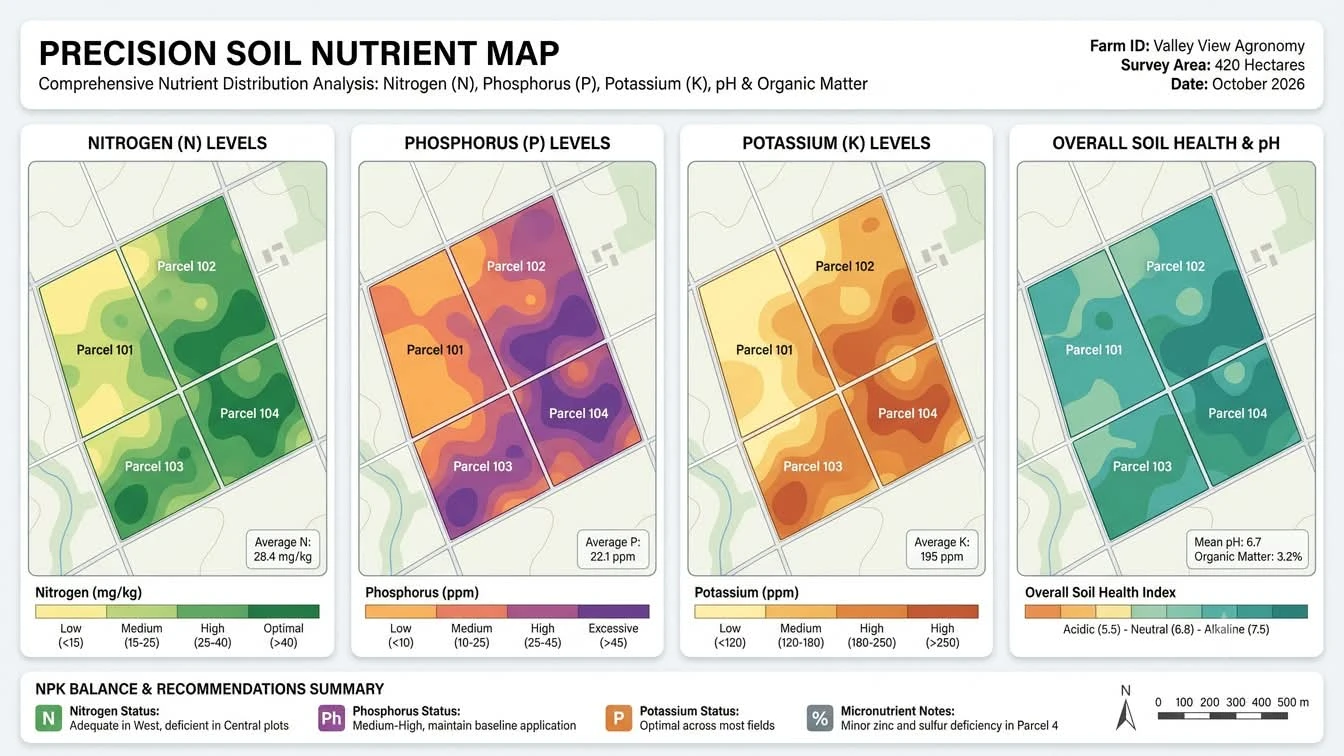 PRECISION SOIL NUTRIENT MAP
Comprehensive Nutrient Distribution Analysis: Nitrogen (N), Phosphorus (P), Potassium (K), pH & Organic Matter
Farm ID: Valley View Agronomy
Survey Area: 420 Hectares
Date: October 2026
NITROGEN (N) LEVELS
Parcel 102
Parcel 101
Parcel 104
Parcel 103
Average N:
28.4 mg/kg
Nitrogen (mg/kg)
Low Medium High Optimal
(<15) (15-25) (25-40) (>40)
PHOSPHORUS (P) LEVELS
Parcel 102
Parcel 101
Parcel 104
Parcel 103
Average P:
22.1 ppm
Phosphorus (ppm)
Low Medium High Excessive
(<10) (10-25) (25-45) (>45)
POTASSIUM (K) LEVELS
Parcel 102
Parcel 101
Parcel 104
Parcel 103
Average K:
195 ppm
Potassium (ppm)
Low Medium High High
(<120) (120-180) (180-250) (>250)
OVERALL SOIL HEALTH & pH
Parcel 102
Parcel 101
Parcel 104
Parcel 103
Mean pH: 6.7
Organic Matter: 3.2%
Overall Soil Health Index
Acidic (5.5) - Neutral (6.8) - Alkaline (7.5)
NPK BALANCE & RECOMMENDATIONS SUMMARY
N
Nitrogen Status:
Adequate in West, deficient in Central plots
Ph
Phosphorus Status:
Medium-High, maintain baseline application
P
Potassium Status:
Optimal across most fields
%
Micronutrient Notes:
Minor zinc and sulfur deficiency in Parcel 4
N
0 100 200 300 400 500 m